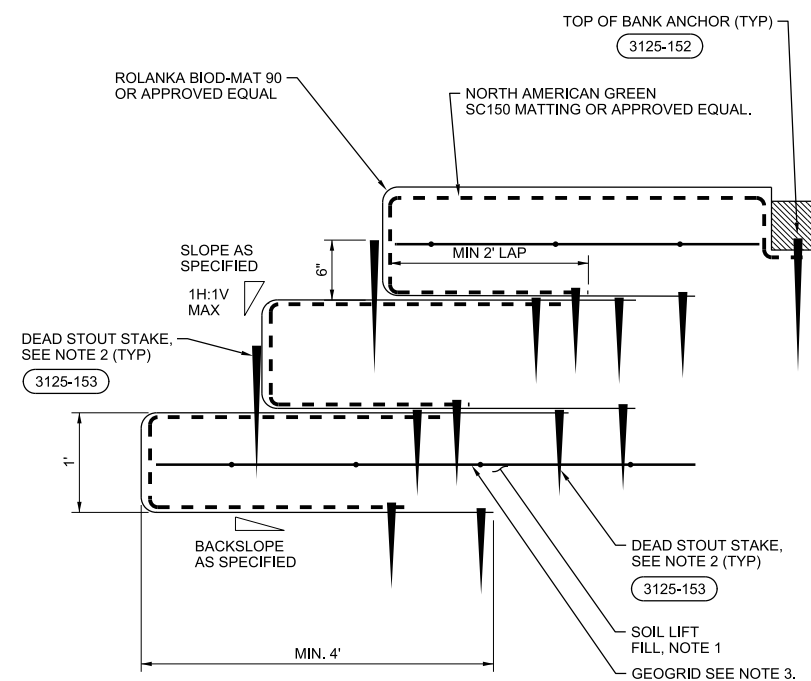 TOP OF BANK ANCHOR (TYP)
3125-152
ROLANKA BIOD-MAT 90
OR APPROVED EQUAL
NORTH AMERICAN GREEN
SC150 MATTING OR APPROVED EQUAL.
SLOPE AS
SPECIFIED
1H:1V
MAX
6"
MIN 2' LAP
DEAD STOUT STAKE,
SEE NOTE 2 (TYP)
3125-153
1'
BACKSLOPE
AS SPECIFIED
DEAD STOUT STAKE,
SEE NOTE 2 (TYP)
3125-153
SOIL LIFT
FILL, NOTE 1
MIN. 4'
GEOGRID SEE NOTE 3.